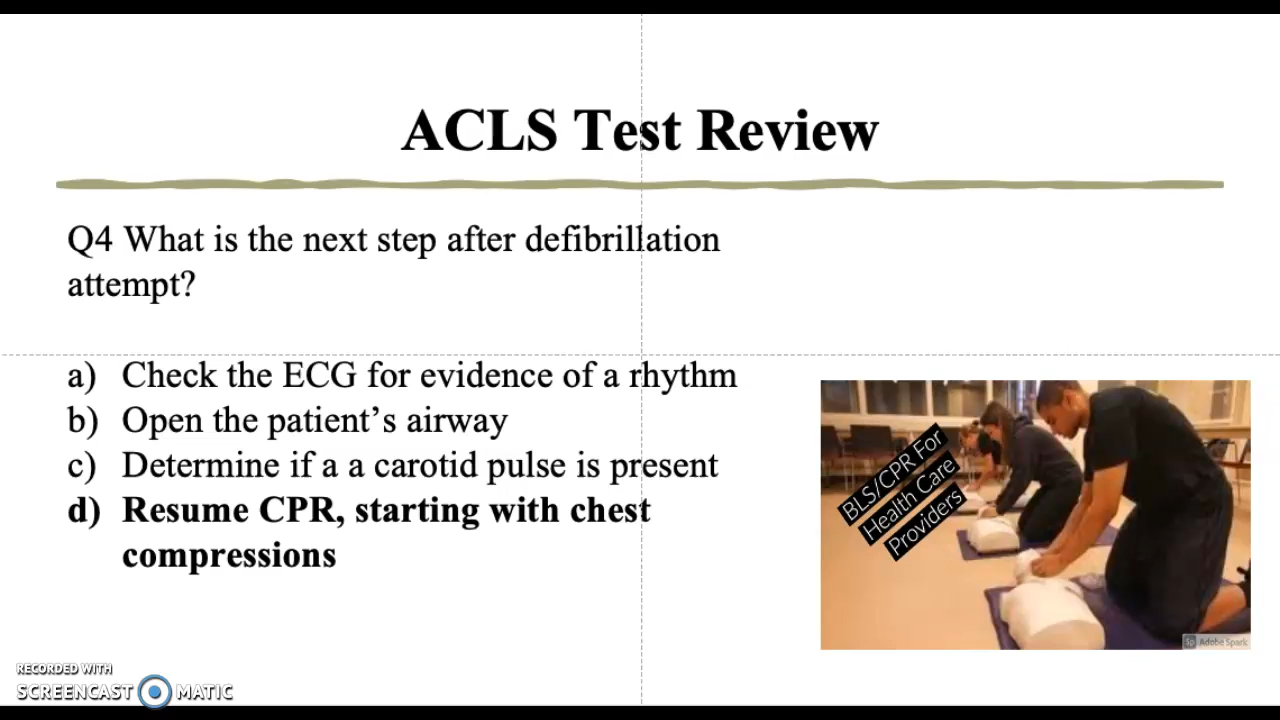 ACLS Test Review
Q4 What is the next step after defibrillation
attempt?
a) Check the ECG for evidence of a rhythm
b) Open the patient's airway
c) Determine if a a carotid pulse is present
d) Resume CPR, starting with chest
compressions
BLS/CPR For
Health Care
Providers
Sp Adobe Spark
RECORDED WITH
SCREENCAST MATIC